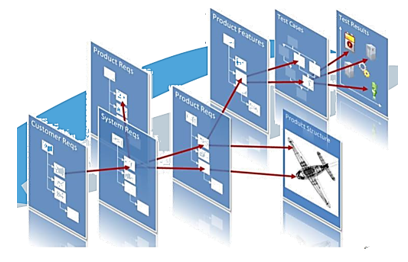 Product Reqs
Product Features
Test Cases
Test Results
Customer Reqs
System Reqs
Product Reqs
Product Structure